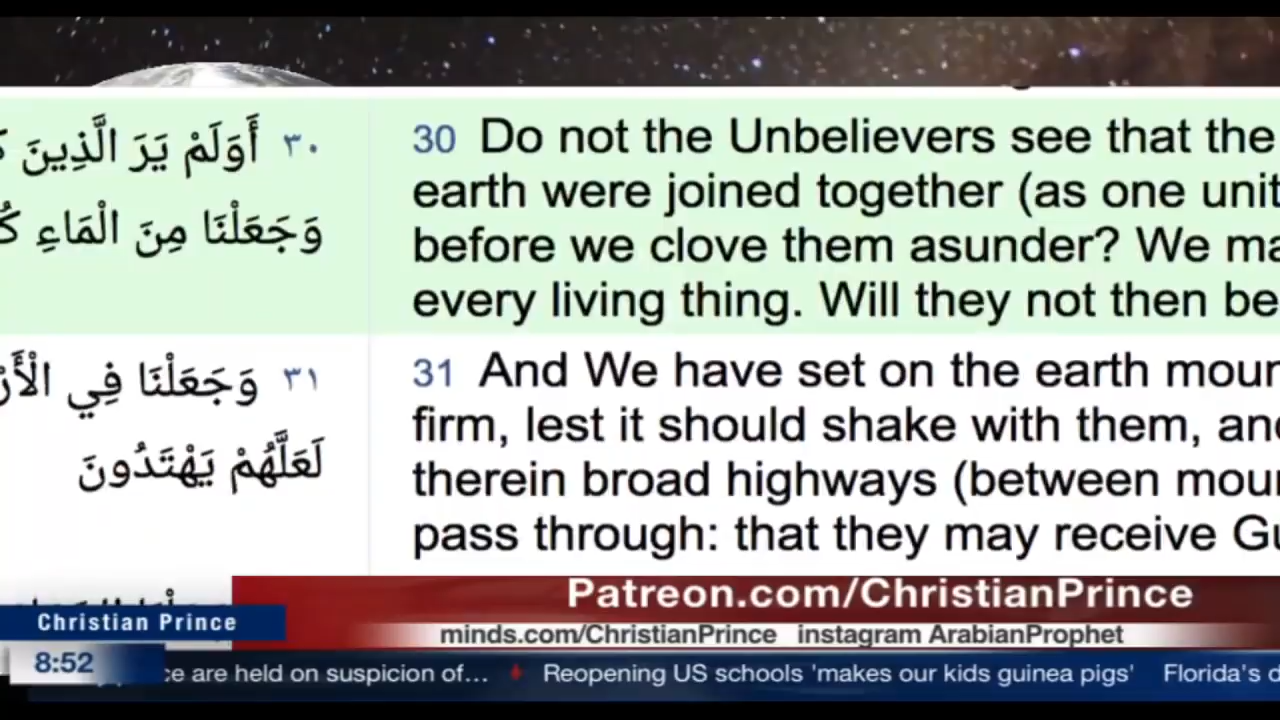 ٣٠ أَوَلَمْ يَرَ الَّذِينَ
وَجَعَلْنَا مِنَ الْمَاءِ
30 Do not the Unbelievers see that the
earth were joined together (as one unit
before we clove them asunder? We ma
every living thing. Will they not then be
٣١ وَجَعَلْنَا فِي
لَعَلَّهُمْ يَهْتَدُونَ
31 And We have set on the earth moun
firm, lest it should shake with them, and
therein broad highways (between moun
pass through: that they may receive Gu
Patreon.com/ChristianPrince
Christian Prince
minds.com/ChristianPrince instagram ArabianProphet
8:52
ce are held on suspicion of... Reopening US schools 'makes our kids guinea pigs' Florida's d